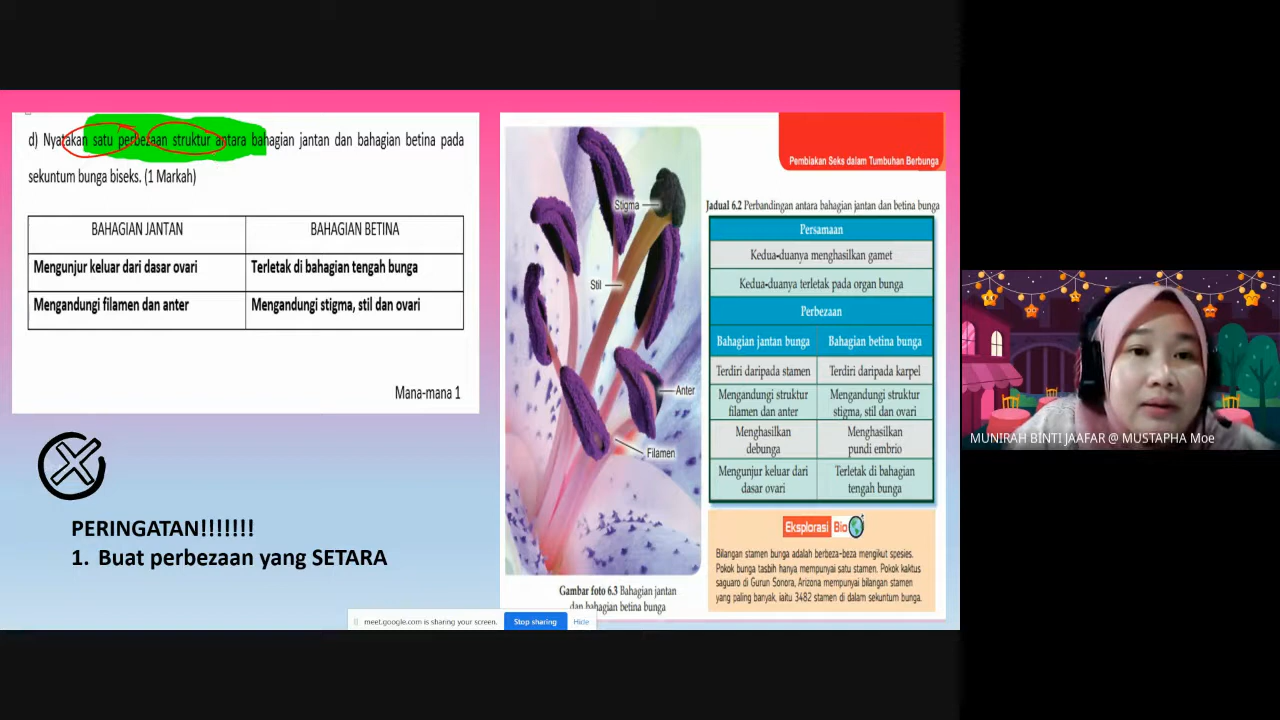 d) Nyatakan satu perbezaan struktur antara bahagian jantan dan bahagian betina pada
sekuntum bunga biseks. (1 Markah)
BAHAGIAN JANTAN
BAHAGIAN BETINA
Mengunjur keluar dari dasar ovari
Terletak di bahagian tengah bunga
Mengandungi filamen dan anter
Mengandungi stigma, stil dan ovari
Mana-mana 1
PERINGATAN!!!!!!!
1. Buat perbezaan yang SETARA
Stigma
Stil
Anter
Filamen
Gambar foto 6.3 Bahagian jantan
dan bahagian betina bunga
Pembiakan Seks dalam Tumbuhan Berbunga
Jadual 6.2 Perbandingan antara bahagian jantan dan betina bunga
Persamaan
Kedua-duanya menghasilkan gamet
Kedua-duanya terletak pada organ bunga
Perbezaan
Bahagian jantan bunga
Bahagian betina bunga
Terdiri daripada stamen
Terdiri daripada karpel
Mengandungi struktur
filamen dan anter
Mengandungi struktur
stigma, stil dan ovari
Menghasilkan
debunga
Menghasilkan
pundi embrio
Mengunjur keluar dari
dasar ovari
Terletak di bahagian
tengah bunga
Eksplorasi Bio
Bilangan stamen bunga adalah berbeza-beza mengikut spesies.
Pokok bunga tasbih hanya mempunyai satu stamen. Pokok kaktus
saguaro di Gurun Sonora, Arizona mempunyai bilangan stamen
yang paling banyak, iaitu 3482 stamen di dalam sekuntum bunga.
meet.google.com is sharing your screen.
Stop sharing
Hide
MUNIRAH BINTI JAAFAR @ MUSTAPHA Moe